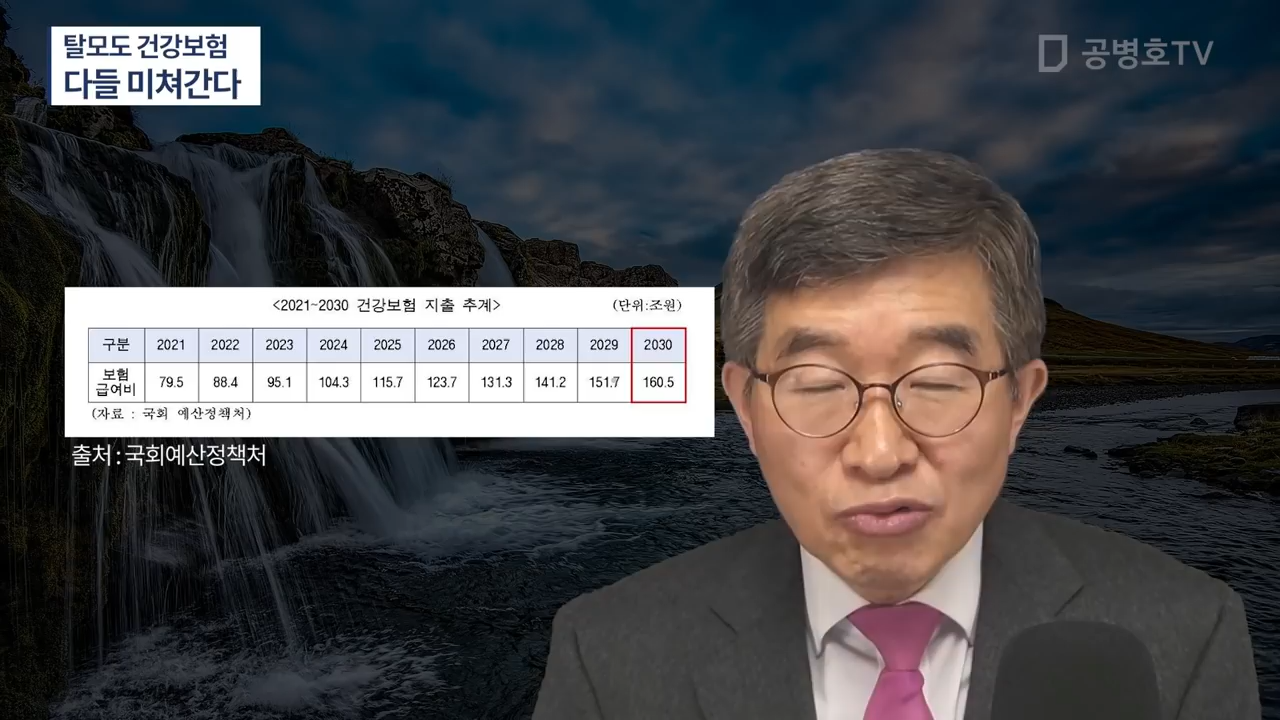 탈모도 건강보험
다들 미쳐간다
공병호TV
<2021~2030 건강보험 지출 추계>
(단위:조원)
구분 2021 2022 2023 2024 2025 2026 2027 2028 2029 2030
보험
급여비 79.5 88.4 95.1 104.3 115.7 123.7 131.3 141.2 151.7 160.5
(자료 : 국회 예산정책처)
출처 : 국회예산정책처